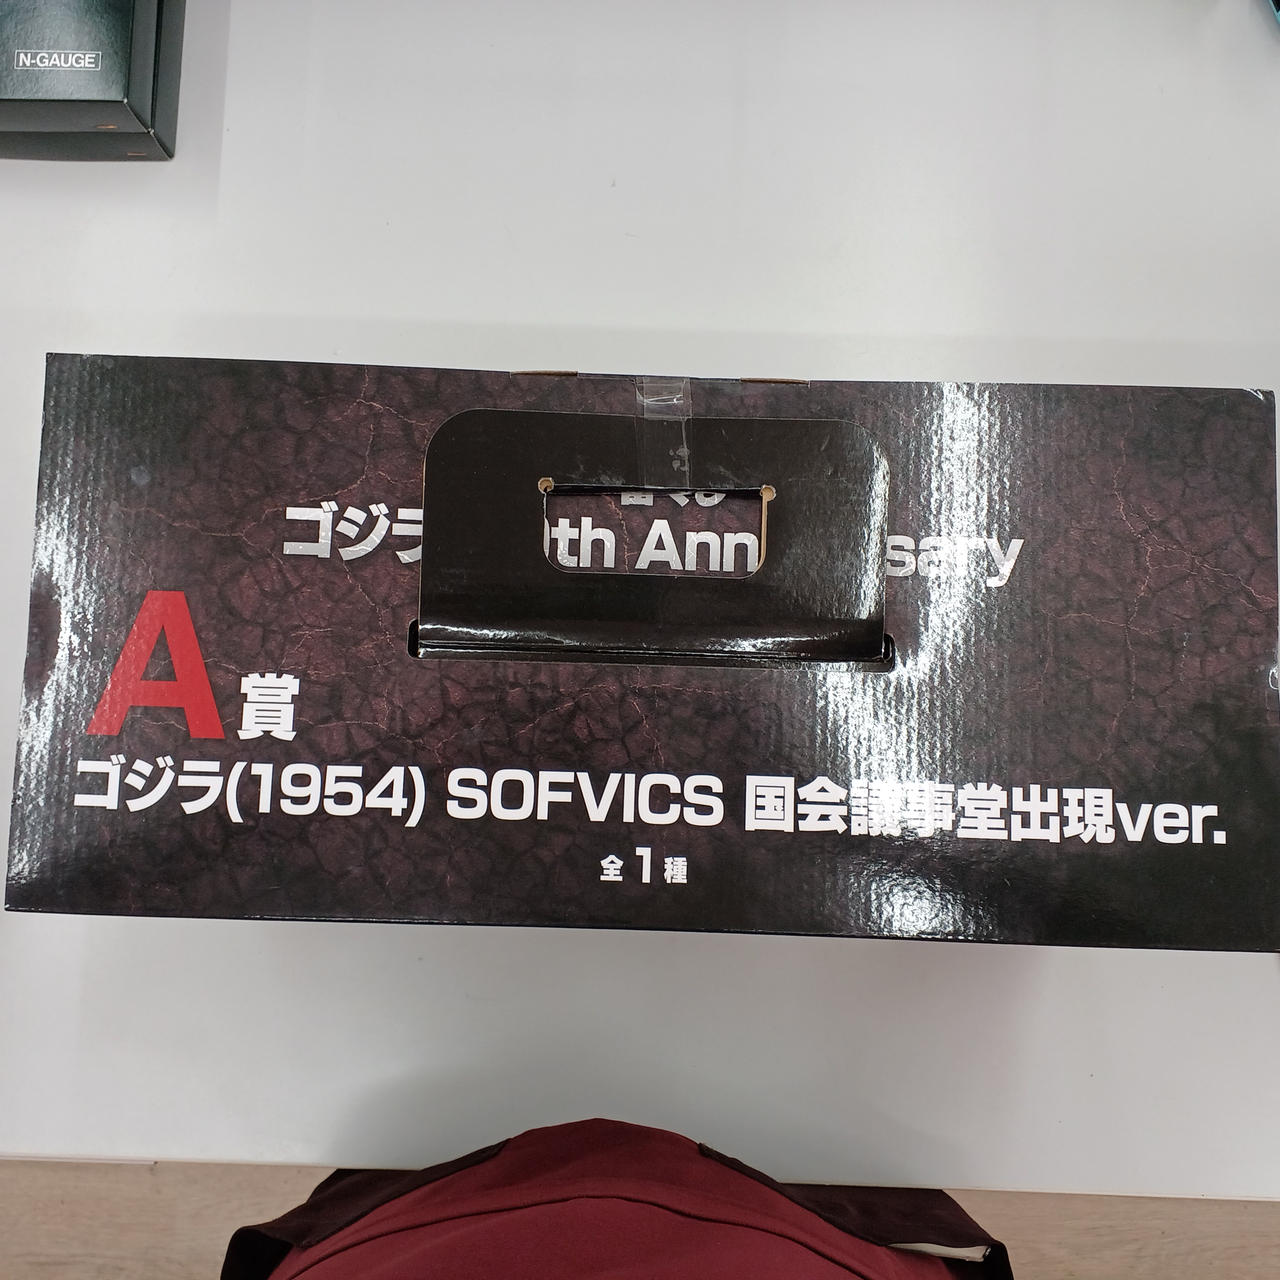 N-GAUGE
ゴジラ th Ann sary
A賞
ゴジラ(1954) SOFVICS 国会議事堂出現ver.
全1種